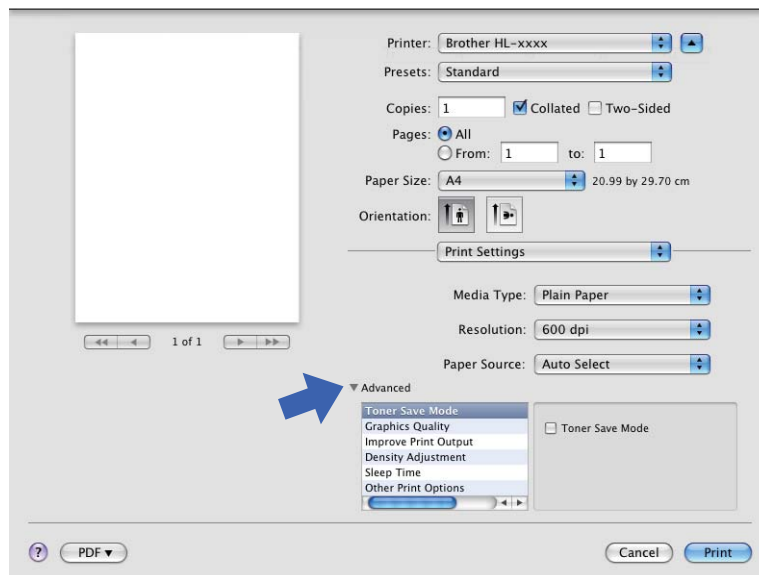 Printer: Brother HL-xxxx
Presets: Standard
Copies: 1 Collated Two-Sided
Pages: All
From: 1 to: 1
Paper Size: A4 20.99 by 29.70 cm
Orientation:
Print Settings
Media Type: Plain Paper
Resolution: 600 dpi
1 of 1
Paper Source: Auto Select
Advanced
Toner Save Mode
Graphics Quality
Improve Print Output
Density Adjustment
Sleep Time
Other Print Options
Toner Save Mode
? PDF Cancel Print